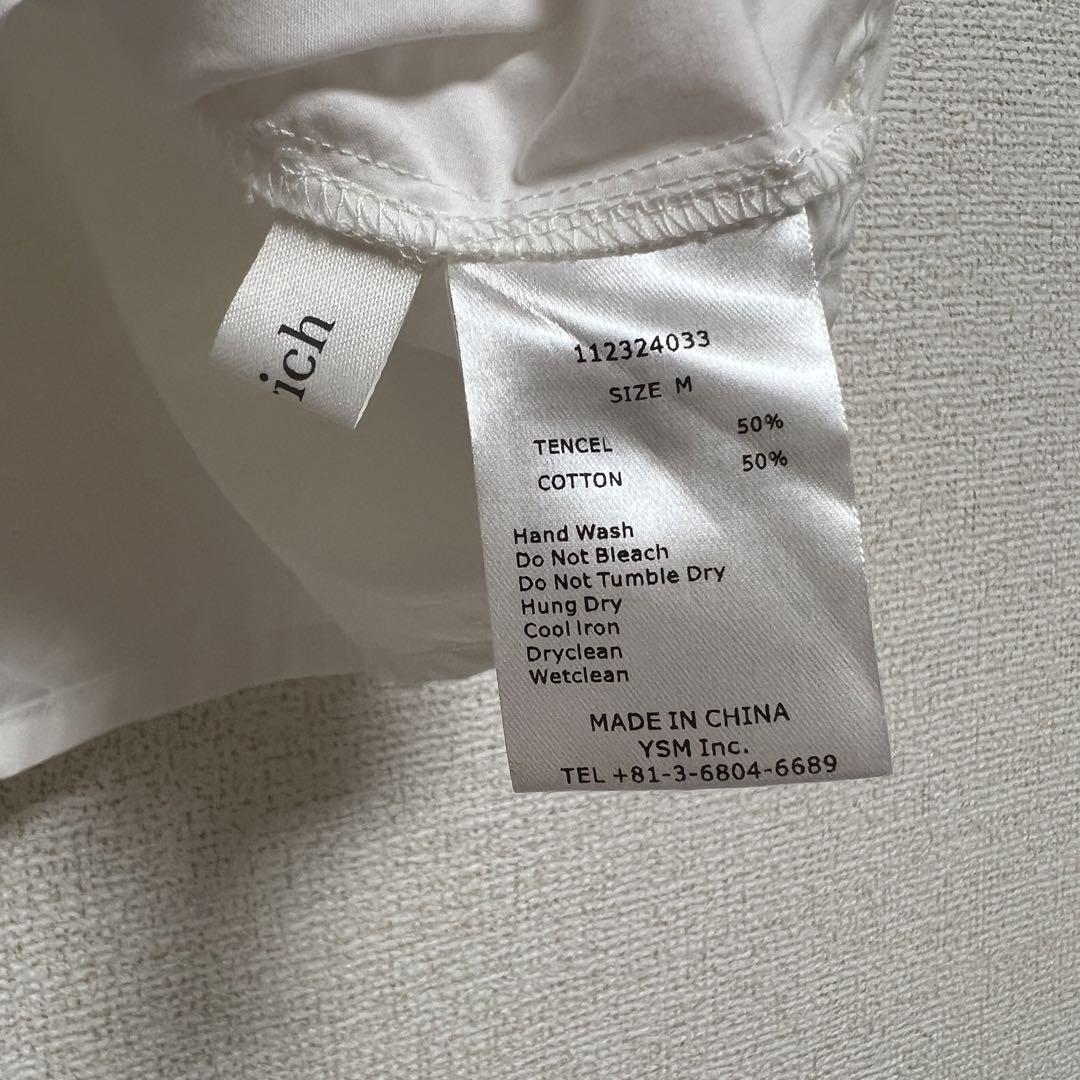 ich
112324033
SIZE M
TENCEL 50%
COTTON 50%
Hand Wash
Do Not Bleach
Do Not Tumble Dry
Hung Dry
Cool Iron
Dryclean
Wetclean
MADE IN CHINA
YSM Inc.
TEL +81-3-6804-6689